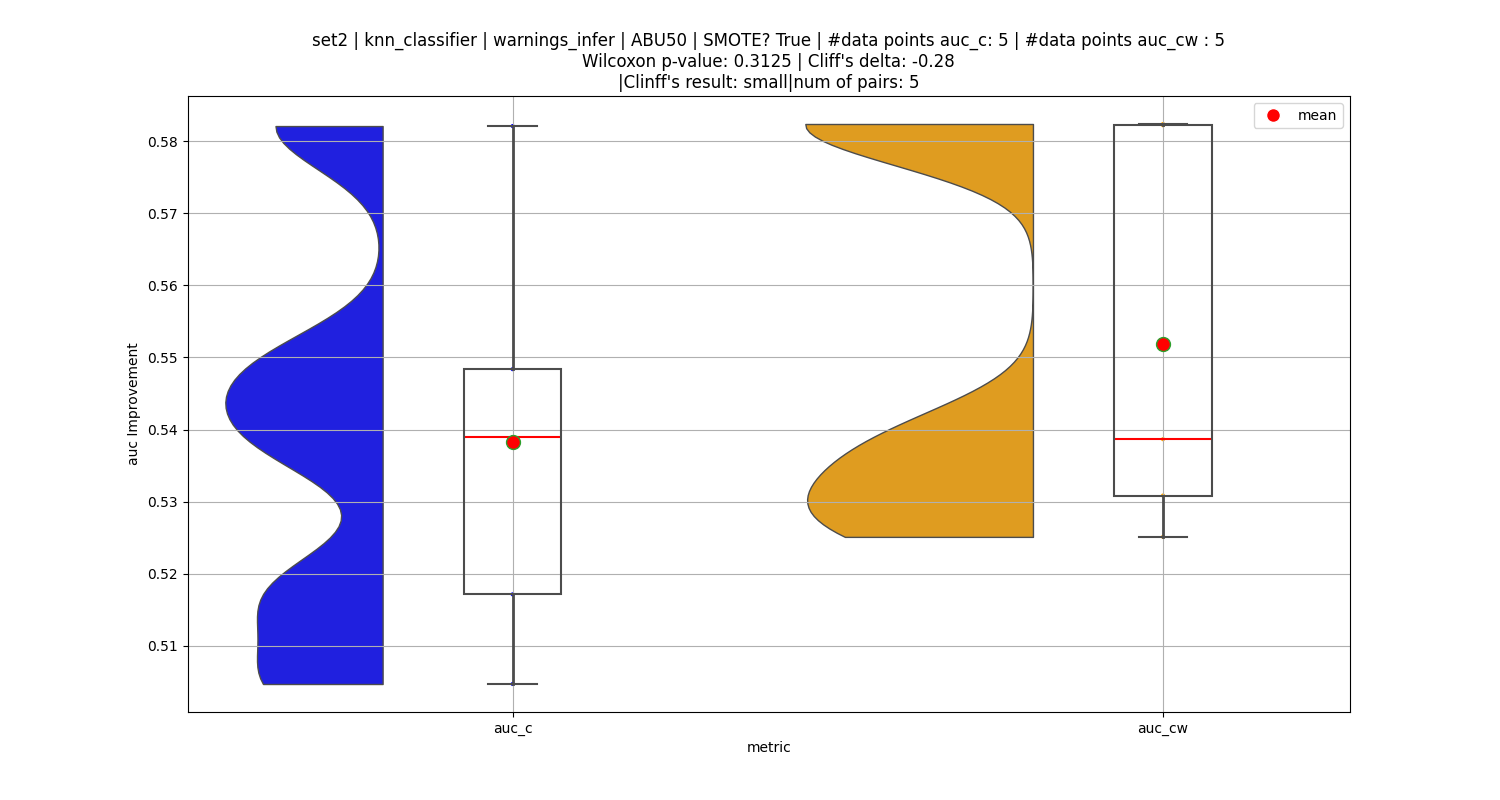 set2 | knn_classifier | warnings_infer | ABU50 | SMOTE? True | #data points auc_c: 5 | #data points auc_cw : 5
Wilcoxon p-value: 0.3125 | Cliff's delta: -0.28
|Clinff's result: small|num of pairs: 5
mean
0.58
0.57
0.56
0.55
0.54
0.53
0.52
0.51
auc Improvement
auc_c
auc_cw
metric